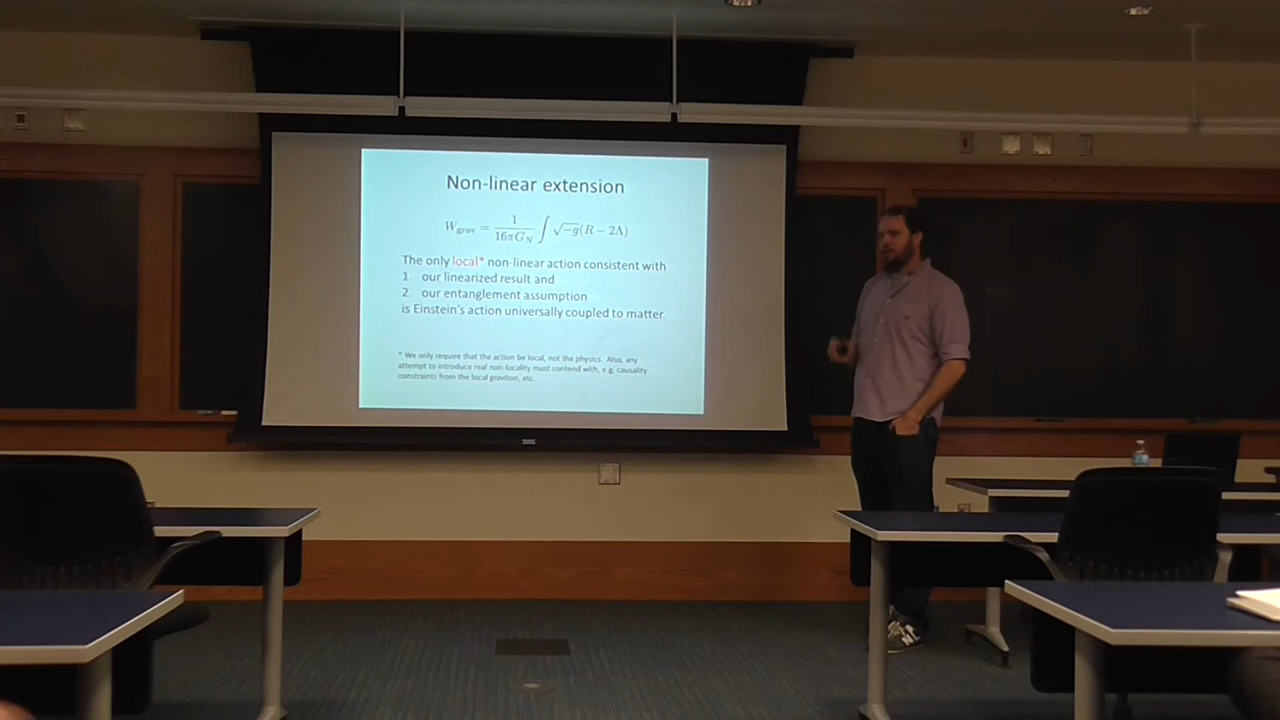 Non-linear extension
W_grav = 1/(16πG_N) ∫ √−g(R − 2Λ)
The only local* non-linear action consistent with
1. our linearized result and
2. our entanglement assumption
is Einstein's action universally coupled to matter
* We only require that the action be local, not the physics. Also, any
attempt to introduce real non-locality must contend with, e.g. causality
constraints from the local graviton, etc.